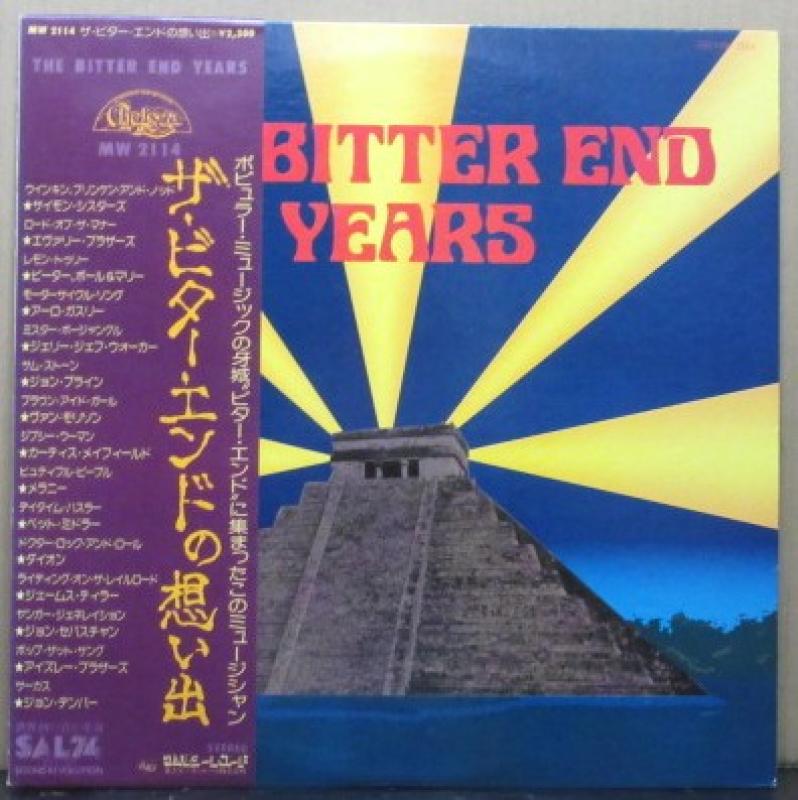 MW 2114 ザ・ビター・エンドの想い出 ¥2,300
THE BITTER END YEARS
Chelsea
MW 2114
ザ・ビター・エンドの想い出
ポピュラー・ミュージックの牙城“ビター・エンド”に集まったこのミュージシャン
ウインキン、ブリンケン・アンド・ノッド
★サイモン・シスターズ
ロード・オブ・ザ・マナー
★エヴァリー・ブラザーズ
レモン・トゥリー
★ピーター、ポール&マリー
モーターサイクル・ソング
★アーロ・ガスリー
ミスター・ボージャングル
★ジェリー・ジェフ・ウォーカー
サム・ストーン
★ジョン・プライン
ブラウン・アイド・ガール
★ヴァン・モリソン
ジプシー・ウーマン
★カーティス・メイフィールド
ビュティフル・ピープル
★メラニー
デイタイム・ハスラー
★ベット・ミドラー
ドクター・ロック・アンド・ロール
★ダイオン
ライディング・オン・ザ・レイルロード
★ジェームス・テイラー
ヤンガー・ジェネレイション
★ジョン・セバスチャン
ポップ・ザット・サング
★アイズレー・ブラザーズ
サーカス
★ジョン・デンバー
SAL74
STEREO
BITTER END
YEARS